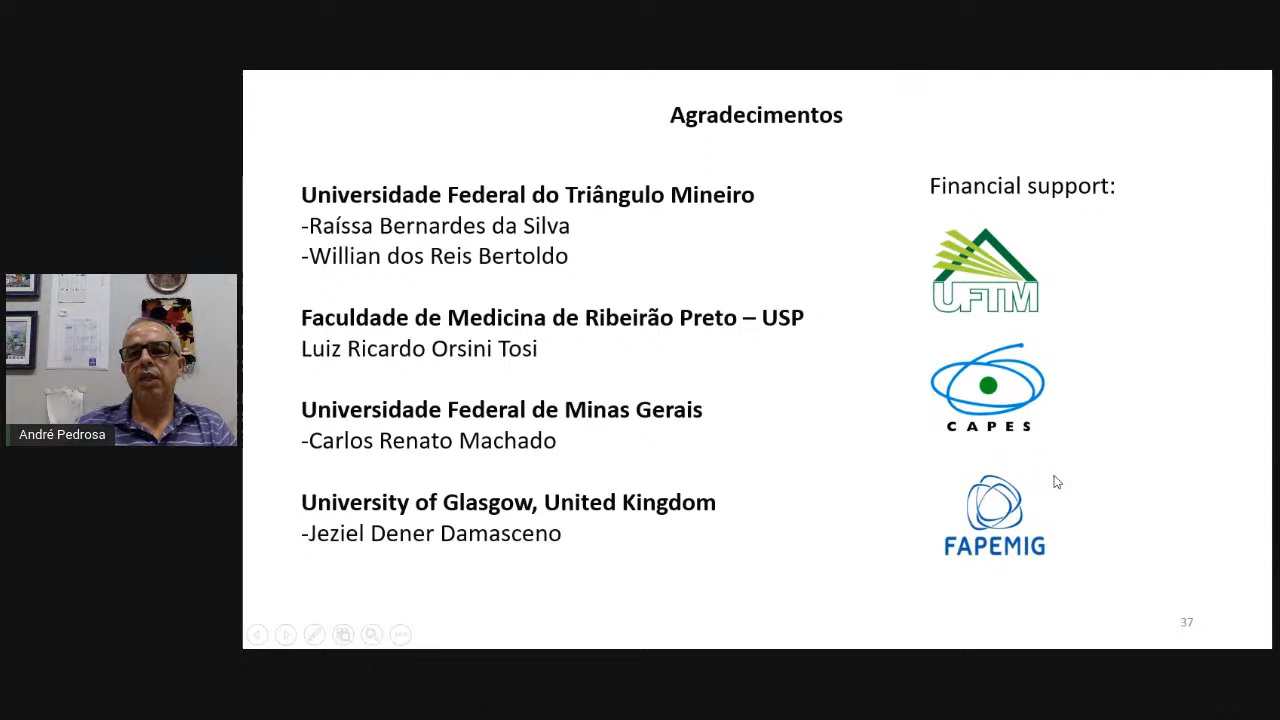 Agradecimentos
Universidade Federal do Triângulo Mineiro
-Raíssa Bernardes da Silva
-Willian dos Reis Bertoldo
Faculdade de Medicina de Ribeirão Preto – USP
Luiz Ricardo Orsini Tosi
Universidade Federal de Minas Gerais
-Carlos Renato Machado
University of Glasgow, United Kingdom
-Jeziel Dener Damasceno
Financial support:
UFTM
CAPES
FAPEMIG
37
André Pedrosa